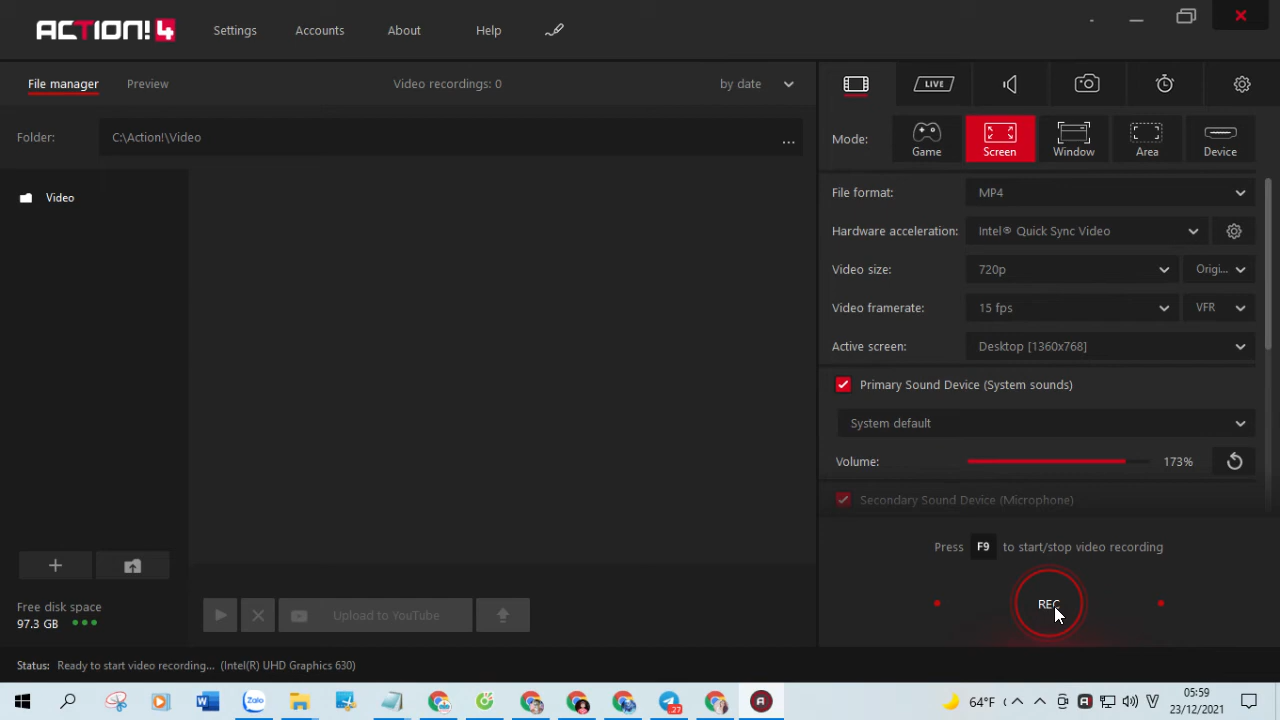 ACTION! 4
Settings Accounts About Help
File manager Preview Video recordings: 0 by date
Folder: C:\Action!\Video ...
Video
Free disk space
97.3 GB
Upload to YouTube
LIVE
Mode: Game Screen Window Area Device
File format: MP4
Hardware acceleration: Intel® Quick Sync Video
Video size: 720p Origi...
Video framerate: 15 fps VFR
Active screen: Desktop [1360x768]
Primary Sound Device (System sounds)
System default
Volume: 173%
Secondary Sound Device (Microphone)
Press F9 to start/stop video recording
REC
Status: Ready to start video recording... (Intel(R) UHD Graphics 630)
Zalo 27 64°F V 05:59
23/12/2021